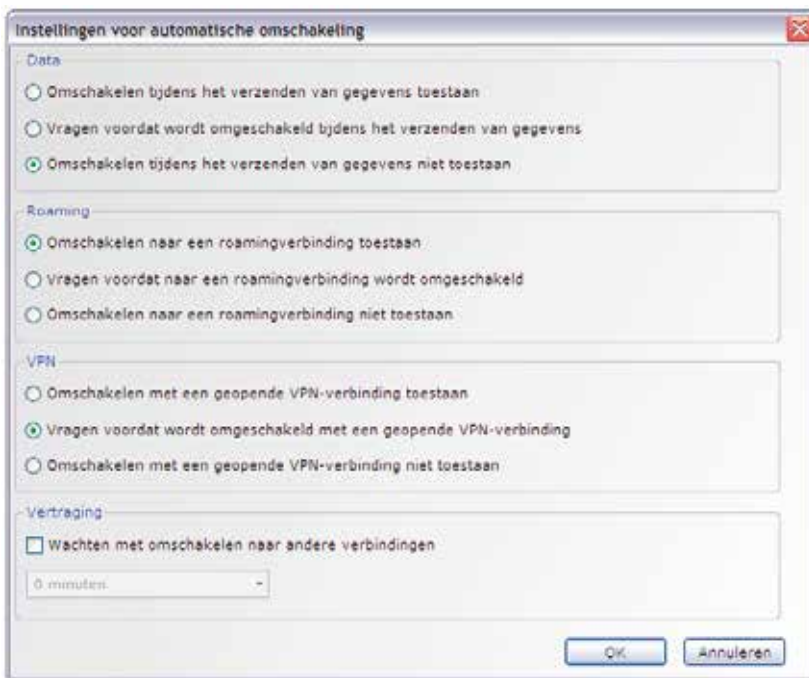 Instellingen voor automatische omschakeling
Data
Omschakelen tijdens het verzenden van gegevens toestaan
Vragen voordat wordt omgeschakeld tijdens het verzenden van gegevens
Omschakelen tijdens het verzenden van gegevens niet toestaan
Roaming
Omschakelen naar een roamingverbinding toestaan
Vragen voordat naar een roamingverbinding wordt omgeschakeld
Omschakelen naar een roamingverbinding niet toestaan
VPN
Omschakelen met een geopende VPN-verbinding toestaan
Vragen voordat wordt omgeschakeld met een geopende VPN-verbinding
Omschakelen met een geopende VPN-verbinding niet toestaan
Vertraging
Wachten met omschakelen naar andere verbindingen
0 minuten
OK Annuleren